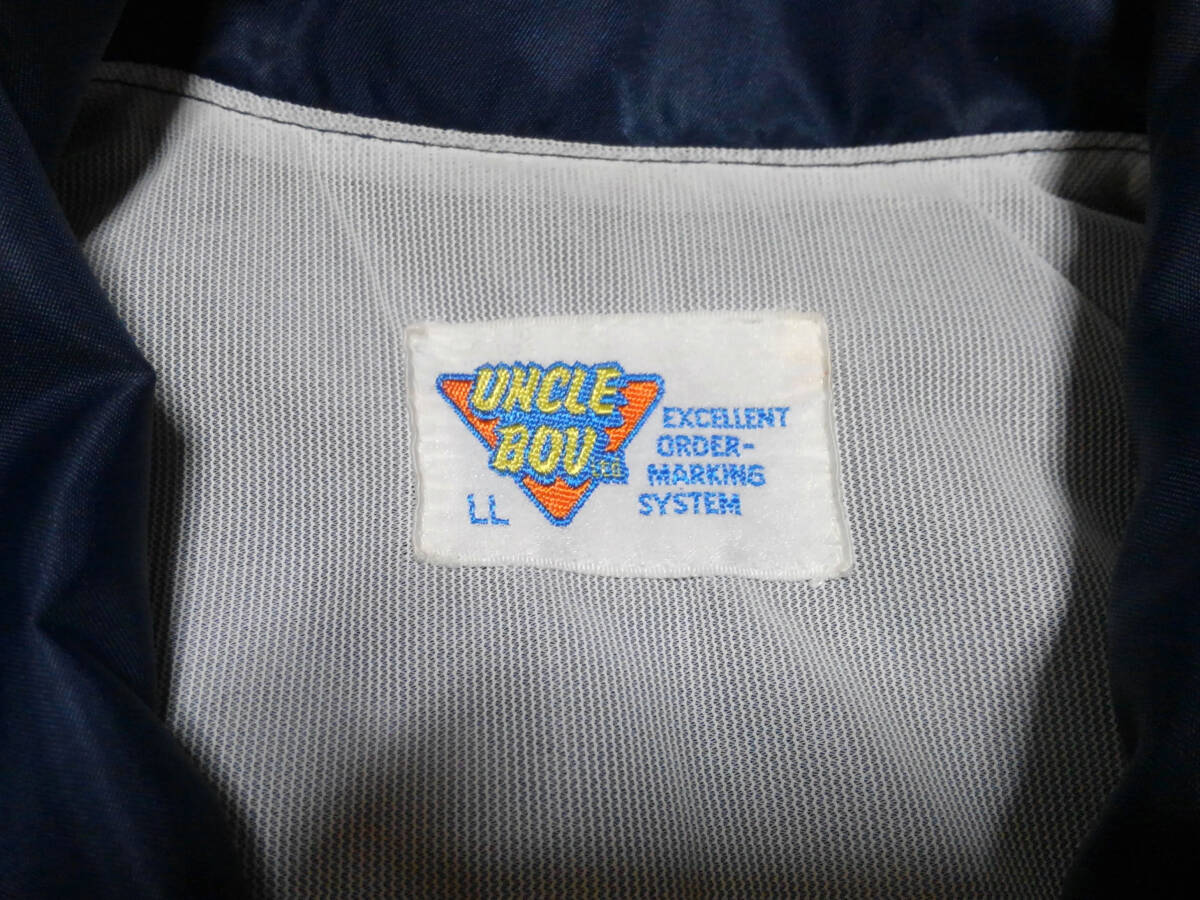 UNCLE
BOU
LL
EXCELLENT
ORDER-
MARKING
SYSTEM